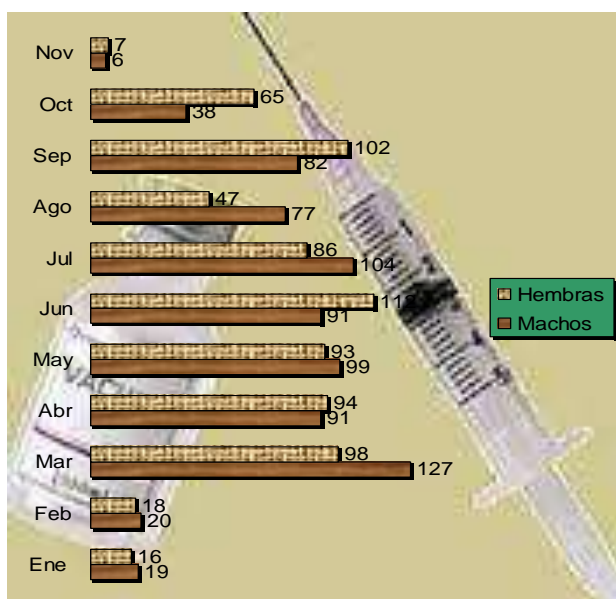 Nov 7
6
Oct 65
38
Sep 102
82
Ago 47
77
Jul 86
104
Hembras
Machos
Jun 113
91
May 93
99
Abr 94
91
Mar 98
127
Feb 18
20
Ene 16
19